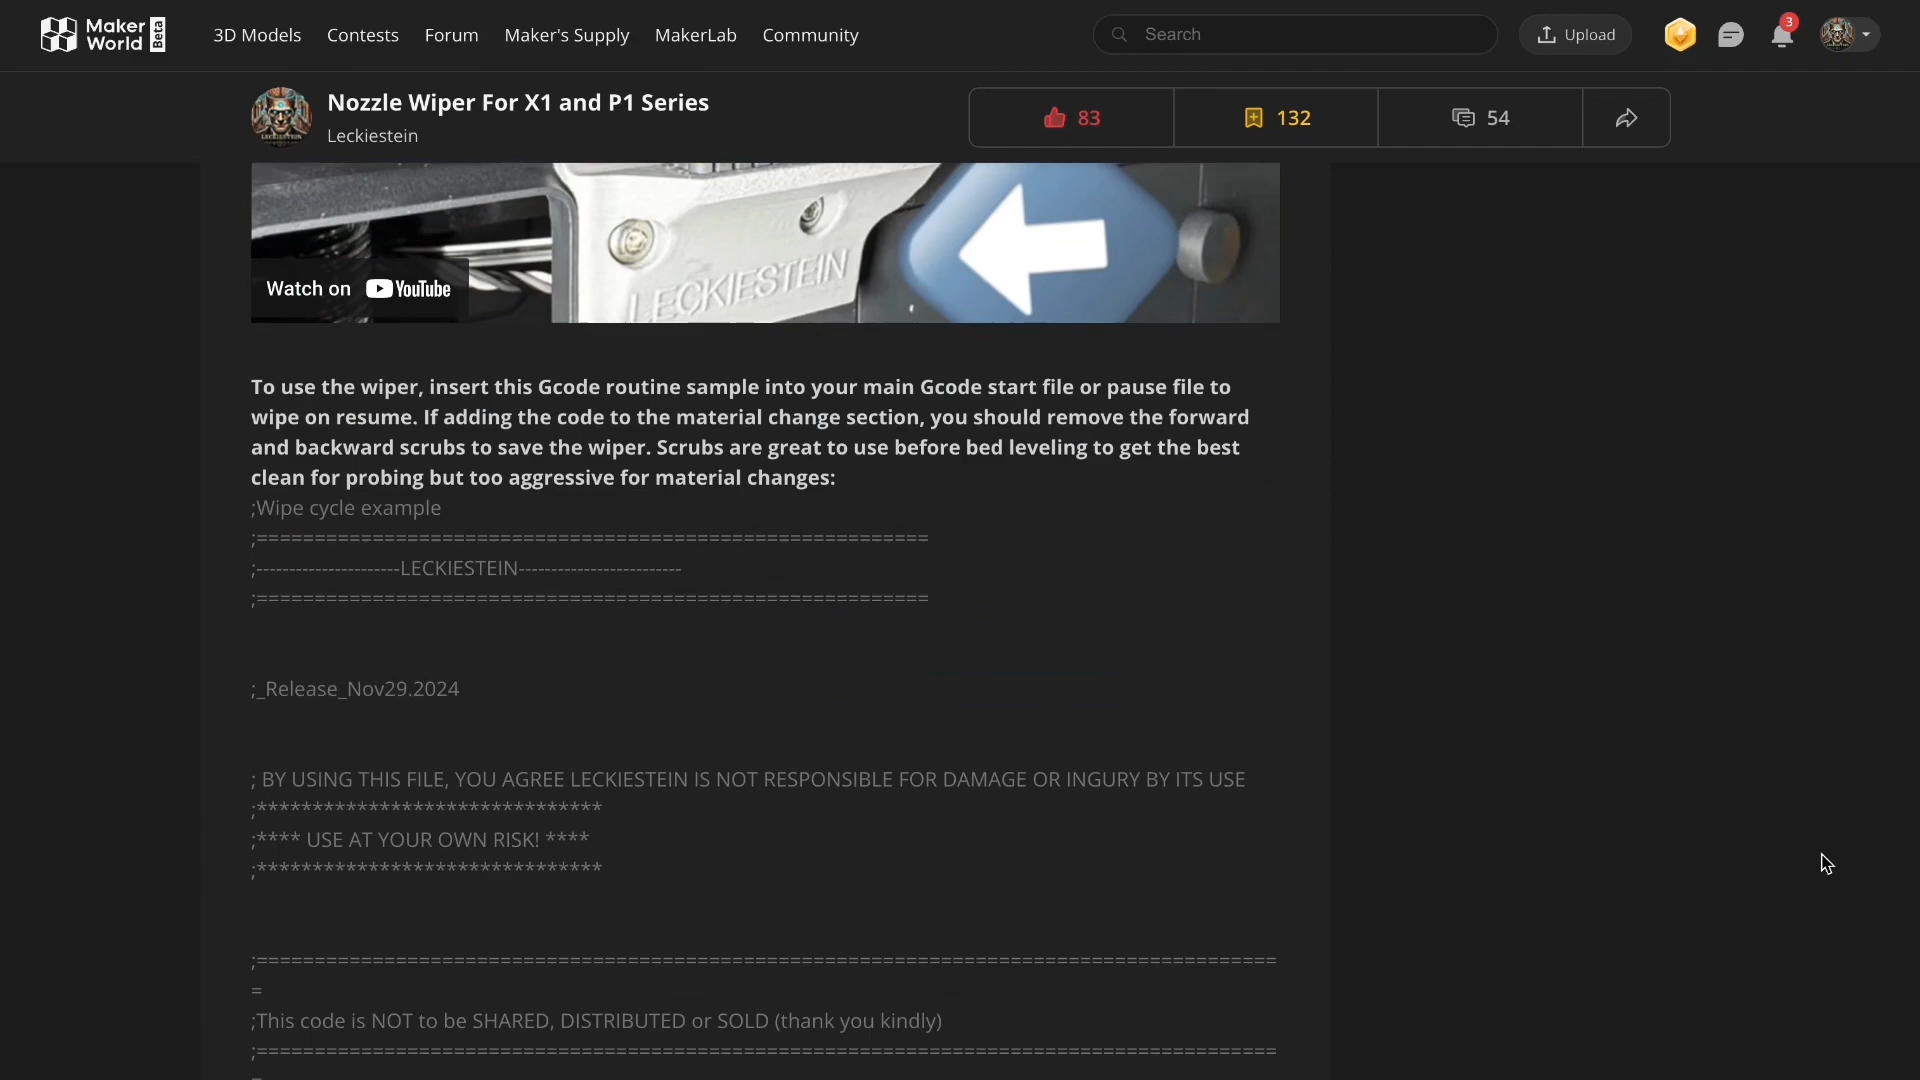 Maker World Beta
3D Models Contests Forum Maker's Supply MakerLab Community
Search
Upload
3
Nozzle Wiper For X1 and P1 Series
Leckiestein
83
132
54
LECKIESTEIN
Watch on YouTube
To use the wiper, insert this Gcode routine sample into your main Gcode start file or pause file to
wipe on resume. If adding the code to the material change section, you should remove the forward
and backward scrubs to save the wiper. Scrubs are great to use before bed leveling to get the best
clean for probing but too aggressive for material changes:
;Wipe cycle example
;==========================================================
;----------------------LECKIESTEIN-------------------------
;==========================================================
;_Release_Nov29.2024
; BY USING THIS FILE, YOU AGREE LECKIESTEIN IS NOT RESPONSIBLE FOR DAMAGE OR INGURY BY ITS USE
;*******************************
;**** USE AT YOUR OWN RISK! ****
;*******************************
;========================================================================================
=
;This code is NOT to be SHARED, DISTRIBUTED or SOLD (thank you kindly)
;========================================================================================